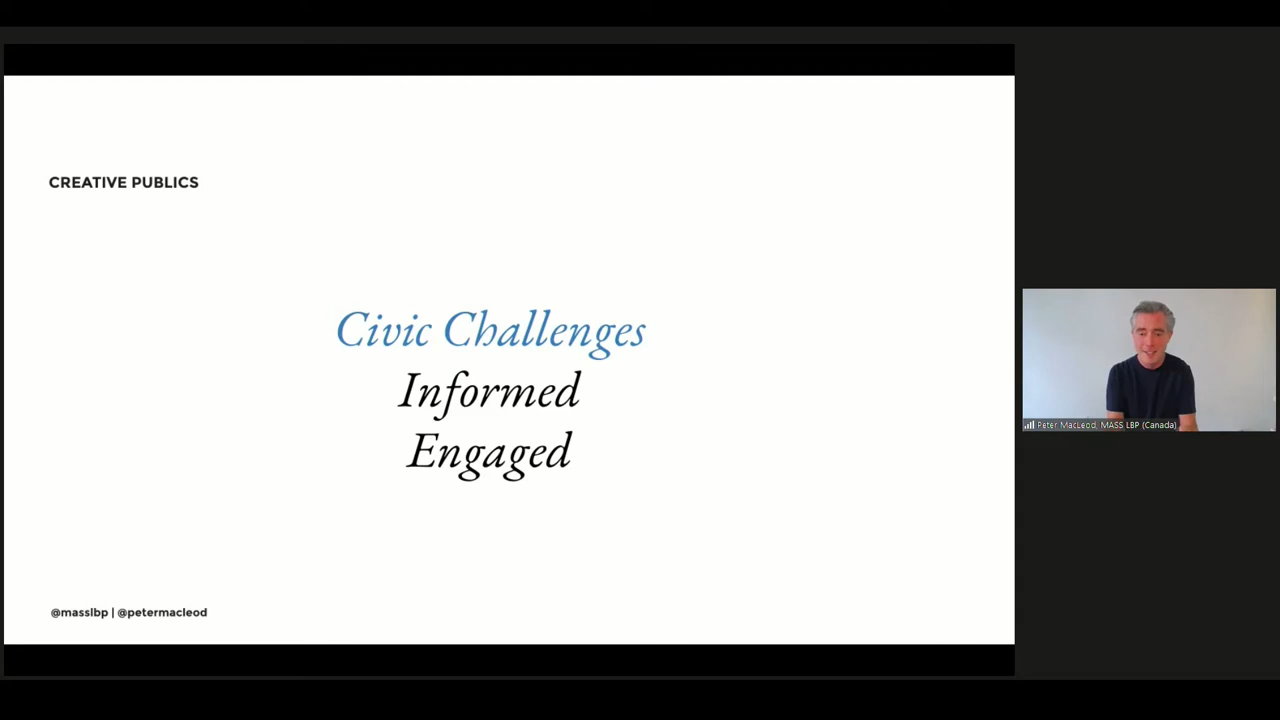 CREATIVE PUBLICS
Civic Challenges
Informed
Engaged
@masslbp | @petermacleod
Peter MacLeod, MASS LBP (Canada)